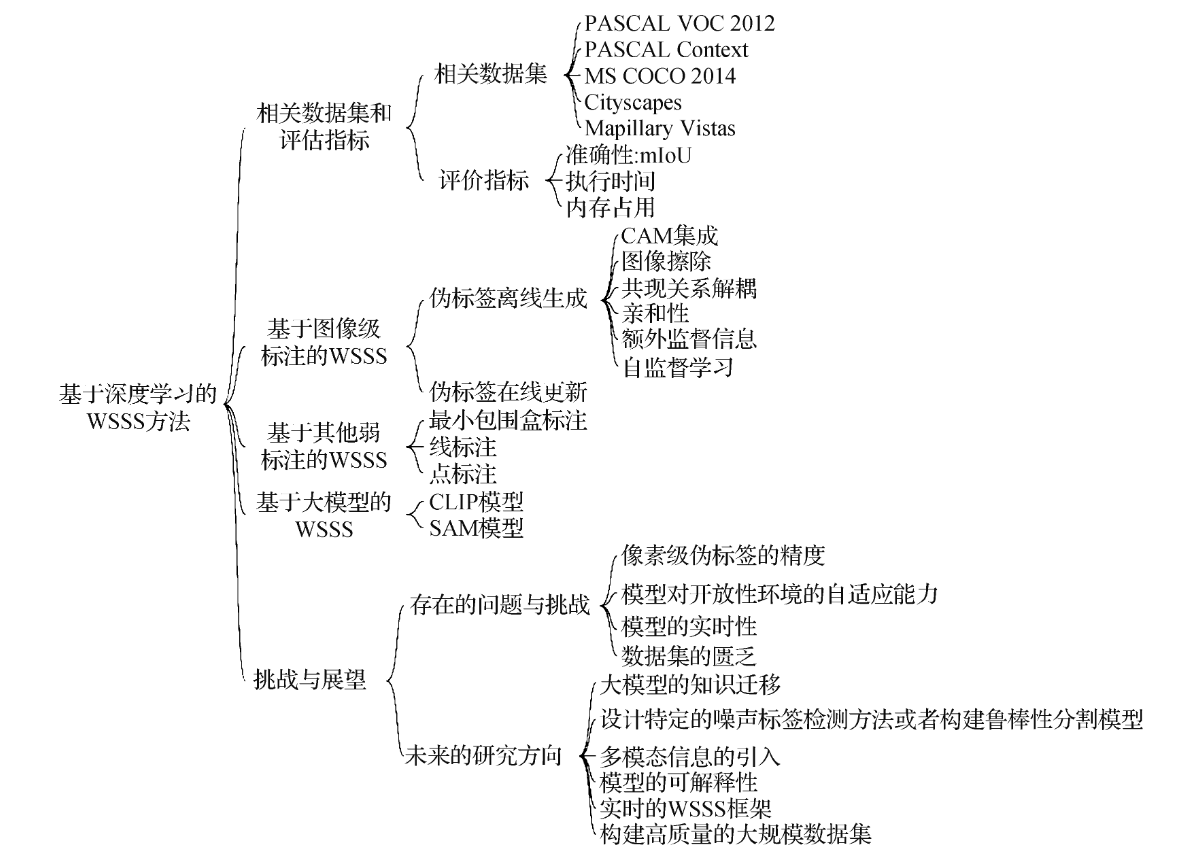 基于深度学习的
WSSS方法
相关数据集和
评估指标
相关数据集
PASCAL VOC 2012
PASCAL Context
MS COCO 2014
Cityscapes
Mapillary Vistas
评价指标
准确性:mIoU
执行时间
内存占用
基于图像级
标注的WSSS
伪标签离线生成
CAM集成
图像擦除
共现关系解耦
亲和性
额外监督信息
自监督学习
伪标签在线更新
基于其他弱
标注的WSSS
最小包围盒标注
线标注
点标注
基于大模型的
WSSS
CLIP模型
SAM模型
挑战与展望
存在的问题与挑战
像素级伪标签的精度
模型对开放性环境的自适应能力
模型的实时性
数据集的匮乏
未来的研究方向
大模型的知识迁移
设计特定的噪声标签检测方法或者构建鲁棒性分割模型
多模态信息的引入
模型的可解释性
实时的WSSS框架
构建高质量的大规模数据集